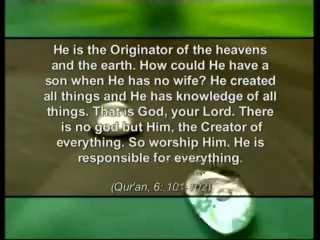 He is the Originator of the heavens
and the earth. How could He have a
son when He has no wife? He created
all things and He has knowledge of all
things. That is God, your Lord. There
is no god but Him, the Creator of
everything. So worship Him. He is
responsible for everything.
(Qur'an, 6: 101-102)